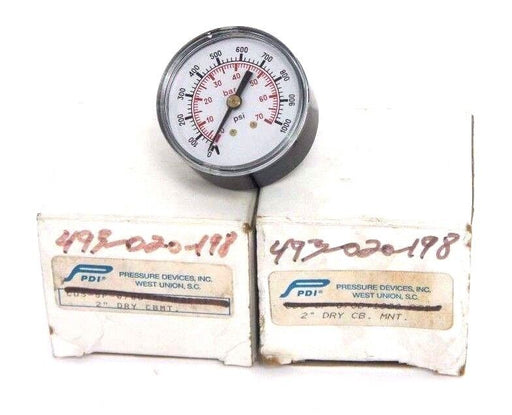 0
100
200
300
400
500
600
700
800
900
1000
10
20
30
40
50
70
bar
psi
493-020-198
PDI®
PRESSURE DEVICES, INC.
WEST UNION, S.C.
2" DRY CBMT.
493-020-198
PDI®
PRESSURE DEVICES, INC.
WEST UNION, S.C.
2" DRY CB. MNT.